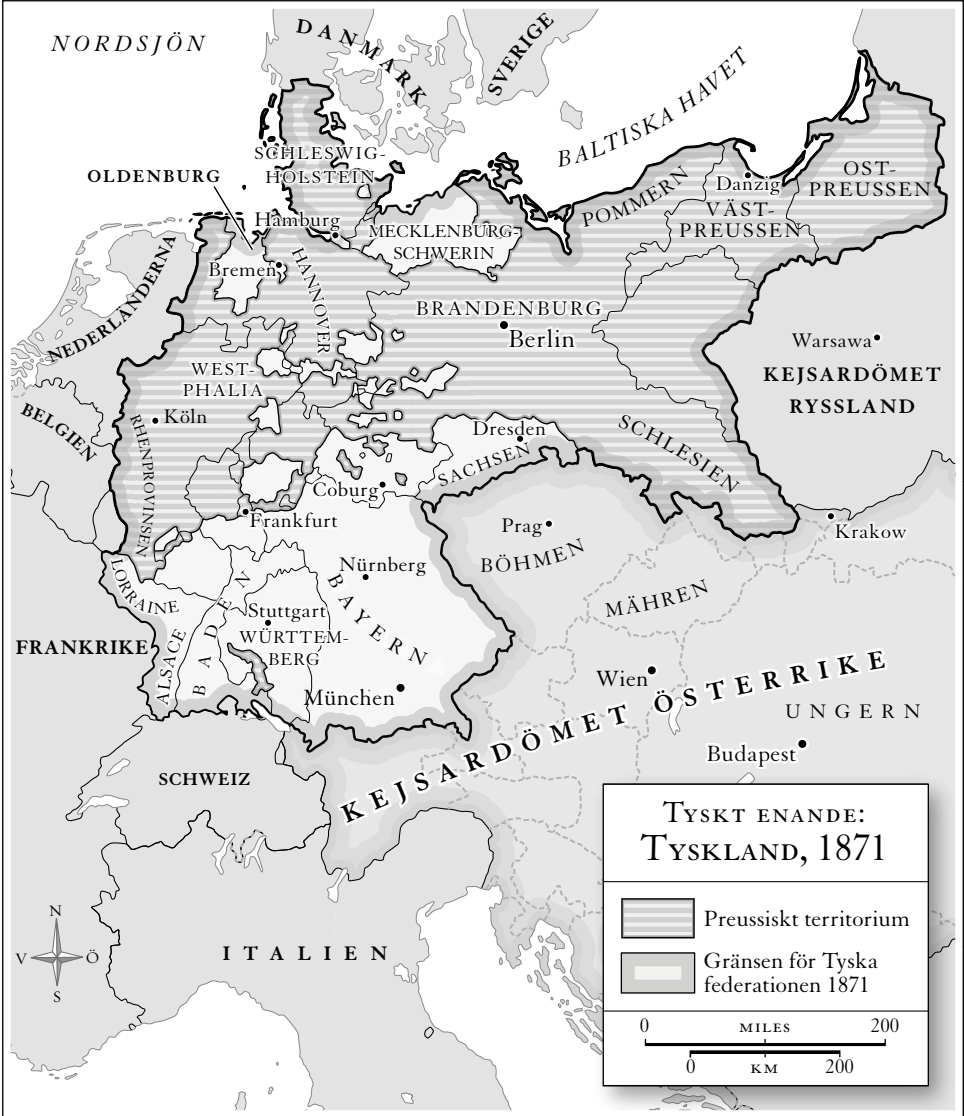 NORDSJÖN
DANMARK
SVERIGE
BALTISKA HAVET
SCHLESWIG-
HOLSTEIN
OLDENBURG
Hamburg
MECKLENBURG-
SCHWERIN
POMMERN
Danzig
VÄST-
PREUSSEN
OST-
PREUSSEN
Bremen
HANNOVER
NEDERLÄNDERNA
BRANDENBURG
Berlin
Warsawa
KEJSARDÖMET
RYSSLAND
WEST-
PHALIA
BELGIEN
Köln
RHENPROVINSEN
Dresden
SACHSEN
SCHLESIEN
Coburg
Frankfurt
Prag
BÖHMEN
Krakow
LORRAINE
Nürnberg
BAYERN
MÄHREN
FRANKRIKE
ALSACE
BADEN
Stuttgart
WÜRTTEM-
BERG
München
Wien
KEJSARDÖMET ÖSTERRIKE
UNGERN
Budapest
SCHWEIZ
ITALIEN
N
V
Ö
S
TYSKT ENANDE:
TYSKLAND, 1871
Preussiskt territorium
Gränsen för Tyska
federationen 1871
0 MILES 200
0 KM 200